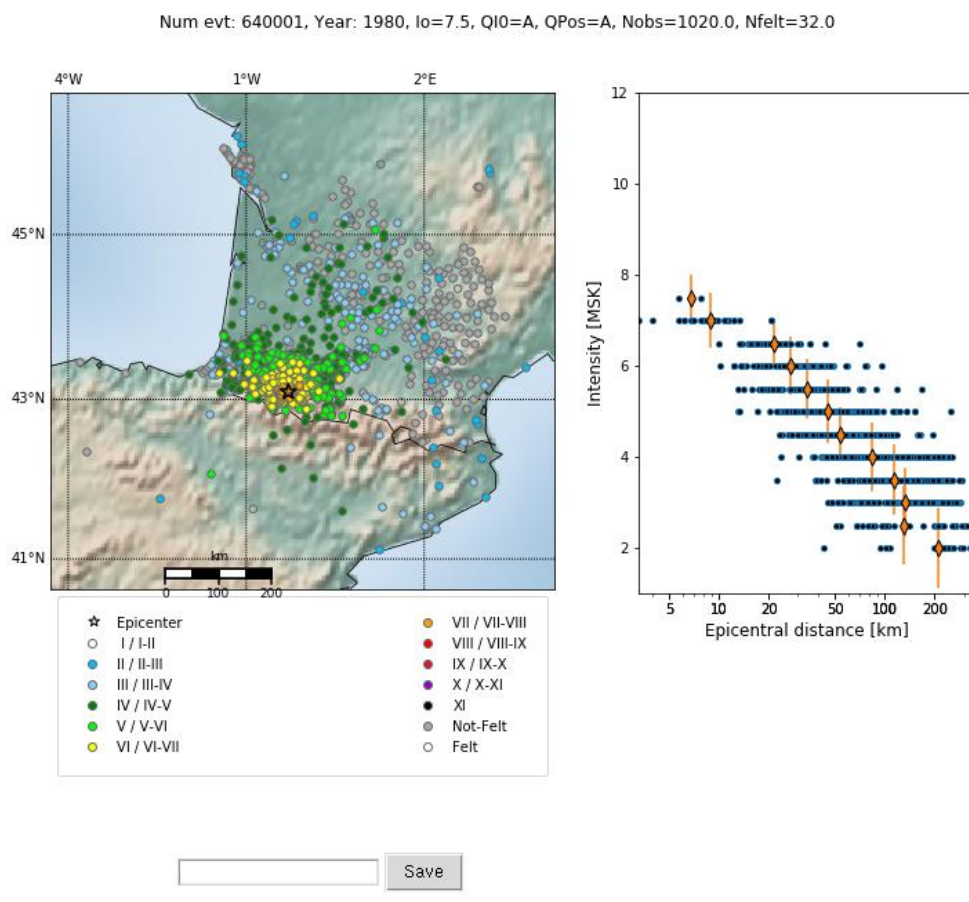 Num evt: 640001, Year: 1980, Io=7.5, QI0=A, QPos=A, Nobs=1020.0, Nfelt=32.0
4°W 1°W 2°E
45°N
43°N
41°N
km
0 100 200
Epicenter
I / I-II
II / II-III
III / III-IV
IV / IV-V
V / V-VI
VI / VI-VII
VII / VII-VIII
VIII / VIII-IX
IX / IX-X
X / X-XI
XI
Not-Felt
Felt
12
10
8
6
4
2
Intensity [MSK]
5 10 20 50 100 200
Epicentral distance [km]
Save